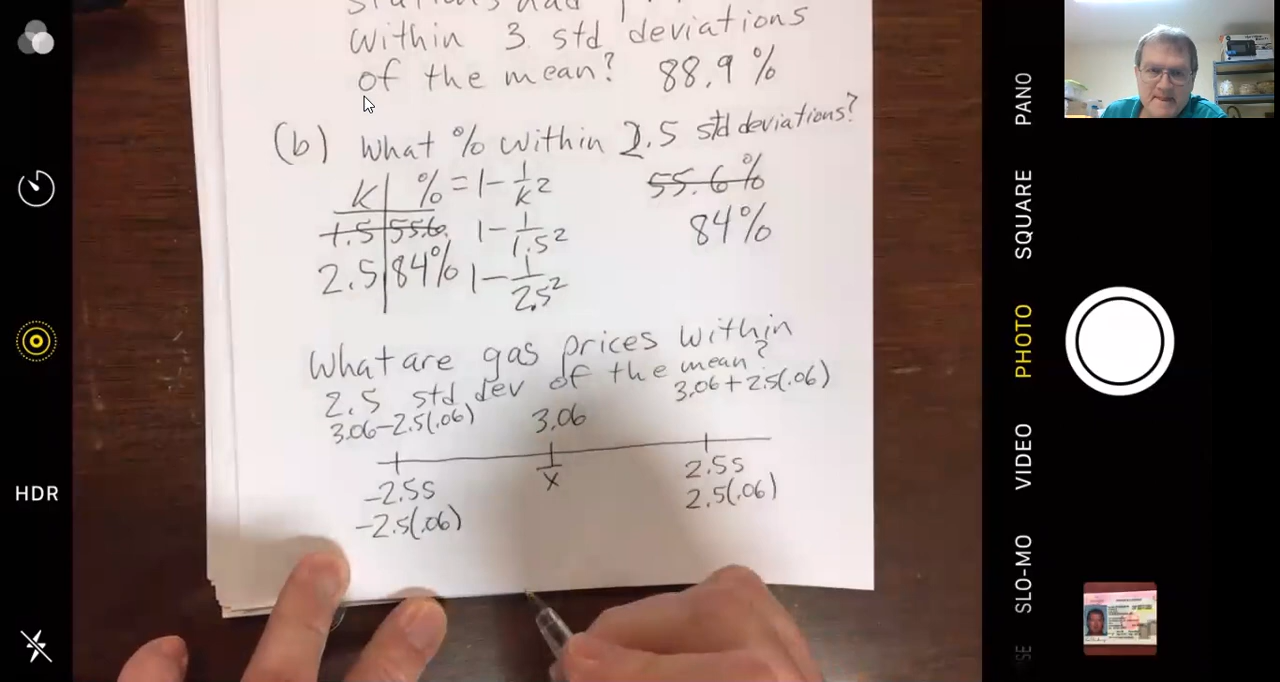 within 3 std deviations
of the mean? 88.9%
(b) What % within 2.5 std deviations?
K % = 1 - 1/K2 55.6%
1.5 55.6. 1 - 1/1.52 84%
2.5 84% 1 - 1/2.52
What are gas prices within
2.5 std dev of the mean?
3.06-2.5(.06) 3.06 3.06+2.5(.06)
-2.5s x 2.5s
-2.5(.06) 2.5(.06)
HDR
PANO
SQUARE
PHOTO
VIDEO
SLO-MO
SE